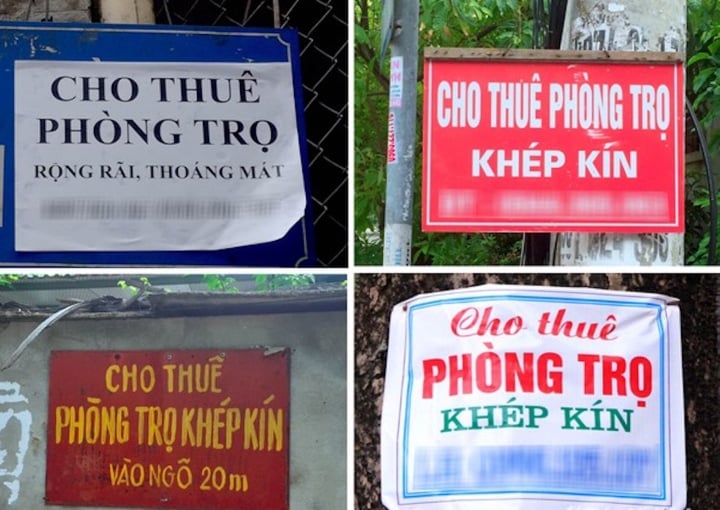 CHO THUÊ
PHÒNG TRỌ
RỘNG RÃI, THOÁNG MÁT
CHO THUÊ PHÒNG TRỌ
KHÉP KÍN
CHO THUÊ
PHÒNG TRỌ KHÉP KÍN
VÀO NGÕ 20m
Cho thuê
PHÒNG TRỌ
KHÉP KÍN